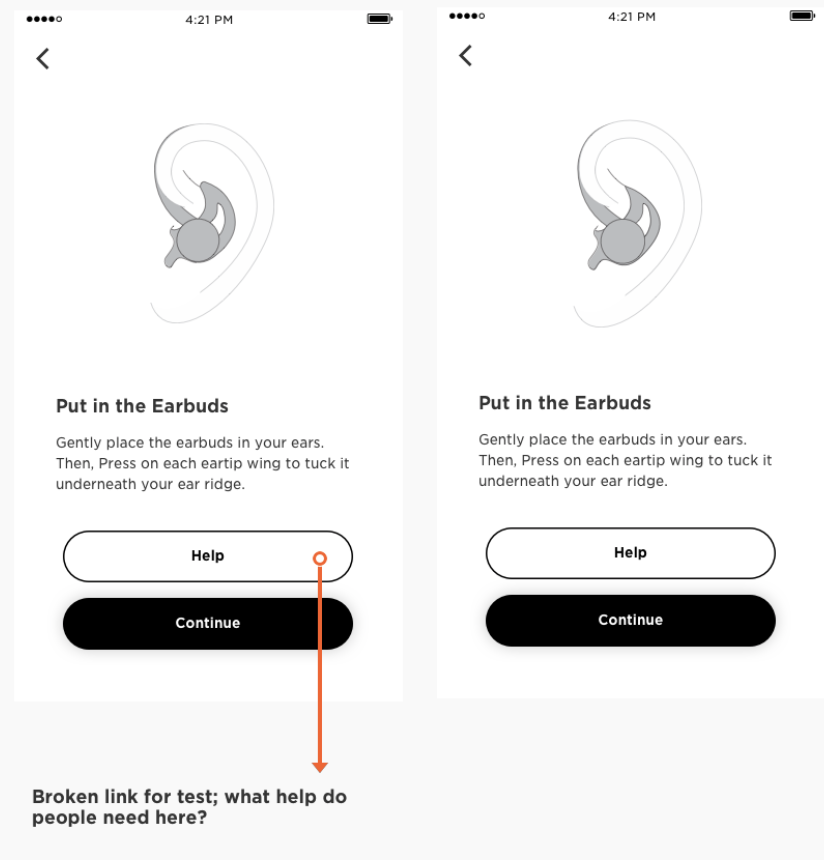 4:21 PM
Put in the Earbuds
Gently place the earbuds in your ears.
Then, Press on each eartip wing to tuck it
underneath your ear ridge.
Help
Continue
Broken link for test; what help do
people need here?
4:21 PM
Put in the Earbuds
Gently place the earbuds in your ears.
Then, Press on each eartip wing to tuck it
underneath your ear ridge.
Help
Continue